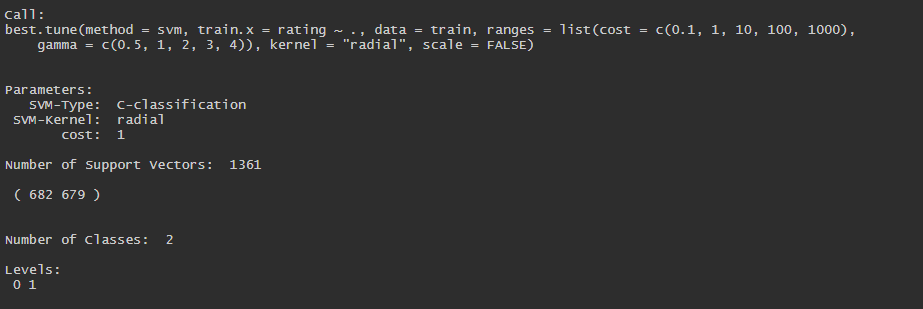 Call:
best.tune(method = svm, train.x = rating ~ ., data = train, ranges = list(cost = c(0.1, 1, 10, 100, 1000),
    gamma = c(0.5, 1, 2, 3, 4)), kernel = "radial", scale = FALSE)
Parameters:
   SVM-Type:  C-classification
 SVM-Kernel:  radial
       cost:  1
Number of Support Vectors:  1361
 ( 682 679 )
Number of Classes:  2
Levels:
 0 1